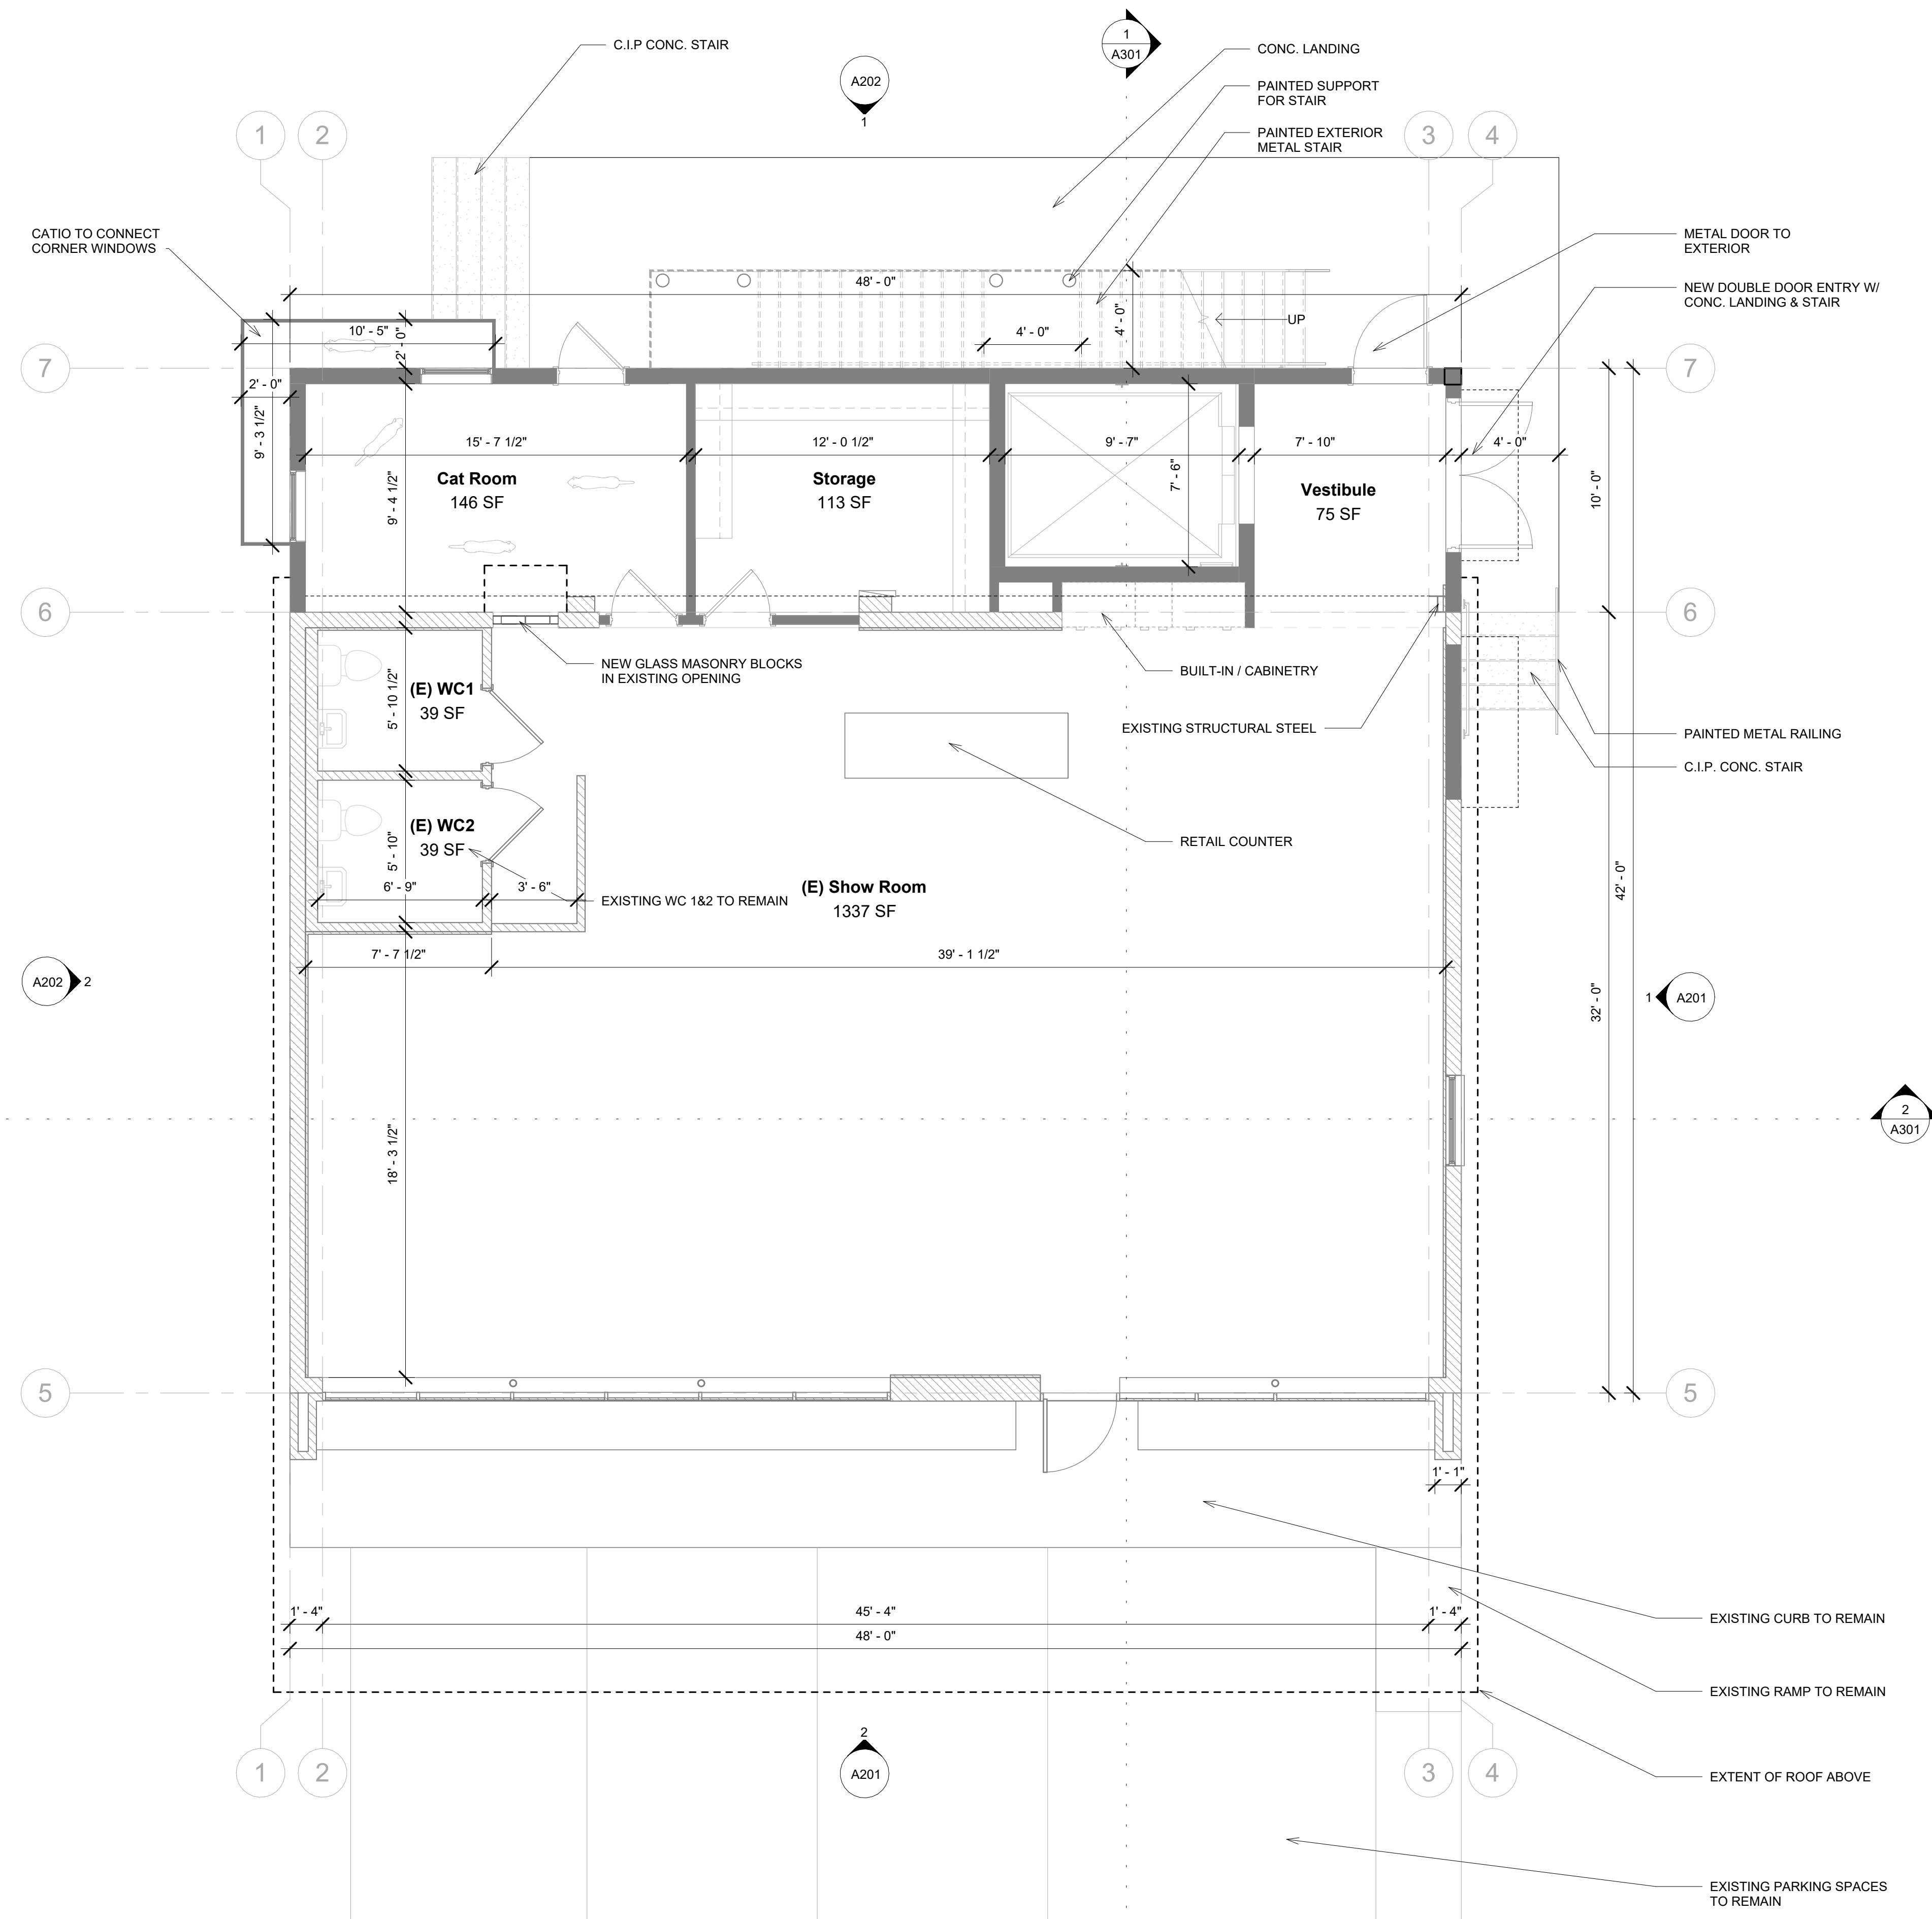 C.I.P CONC. STAIR
1
A301
CONC. LANDING
A202
1
PAINTED SUPPORT
FOR STAIR
PAINTED EXTERIOR
METAL STAIR
1
2
3
4
CATIO TO CONNECT
CORNER WINDOWS
METAL DOOR TO
EXTERIOR
NEW DOUBLE DOOR ENTRY W/
CONC. LANDING & STAIR
48' - 0"
UP
10' - 5"
2' - 0"
4' - 0"
4' - 0"
7
7
2' - 0"
9' - 3 1/2"
15' - 7 1/2"
12' - 0 1/2"
9' - 7"
7' - 10"
4' - 0"
9' - 4 1/2"
7' - 6"
10' - 0"
Cat Room
146 SF
Storage
113 SF
Vestibule
75 SF
6
6
NEW GLASS MASONRY BLOCKS
IN EXISTING OPENING
BUILT-IN / CABINETRY
5' - 10 1/2"
(E) WC1
39 SF
EXISTING STRUCTURAL STEEL
PAINTED METAL RAILING
C.I.P. CONC. STAIR
5' - 10"
(E) WC2
39 SF
RETAIL COUNTER
6' - 9"
3' - 6"
EXISTING WC 1&2 TO REMAIN
(E) Show Room
1337 SF
42' - 0"
7' - 7 1/2"
39' - 1 1/2"
A202
2
32' - 0"
1
A201
18' - 3 1/2"
2
A301
5
5
1' - 1"
1' - 4"
45' - 4"
1' - 4"
48' - 0"
EXISTING CURB TO REMAIN
EXISTING RAMP TO REMAIN
EXTENT OF ROOF ABOVE
1
2
2
A201
3
4
EXISTING PARKING SPACES
TO REMAIN